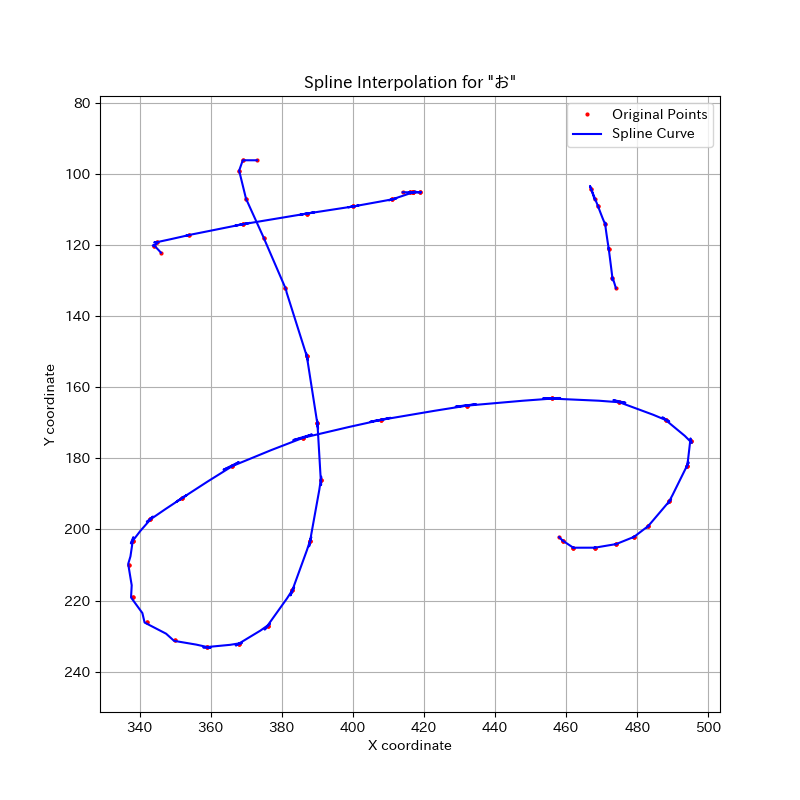 Spline Interpolation for "お"
Original Points
Spline Curve
Y coordinate
80
100
120
140
160
180
200
220
240
お
340 360 380 400 420 440 460 480 500
X coordinate